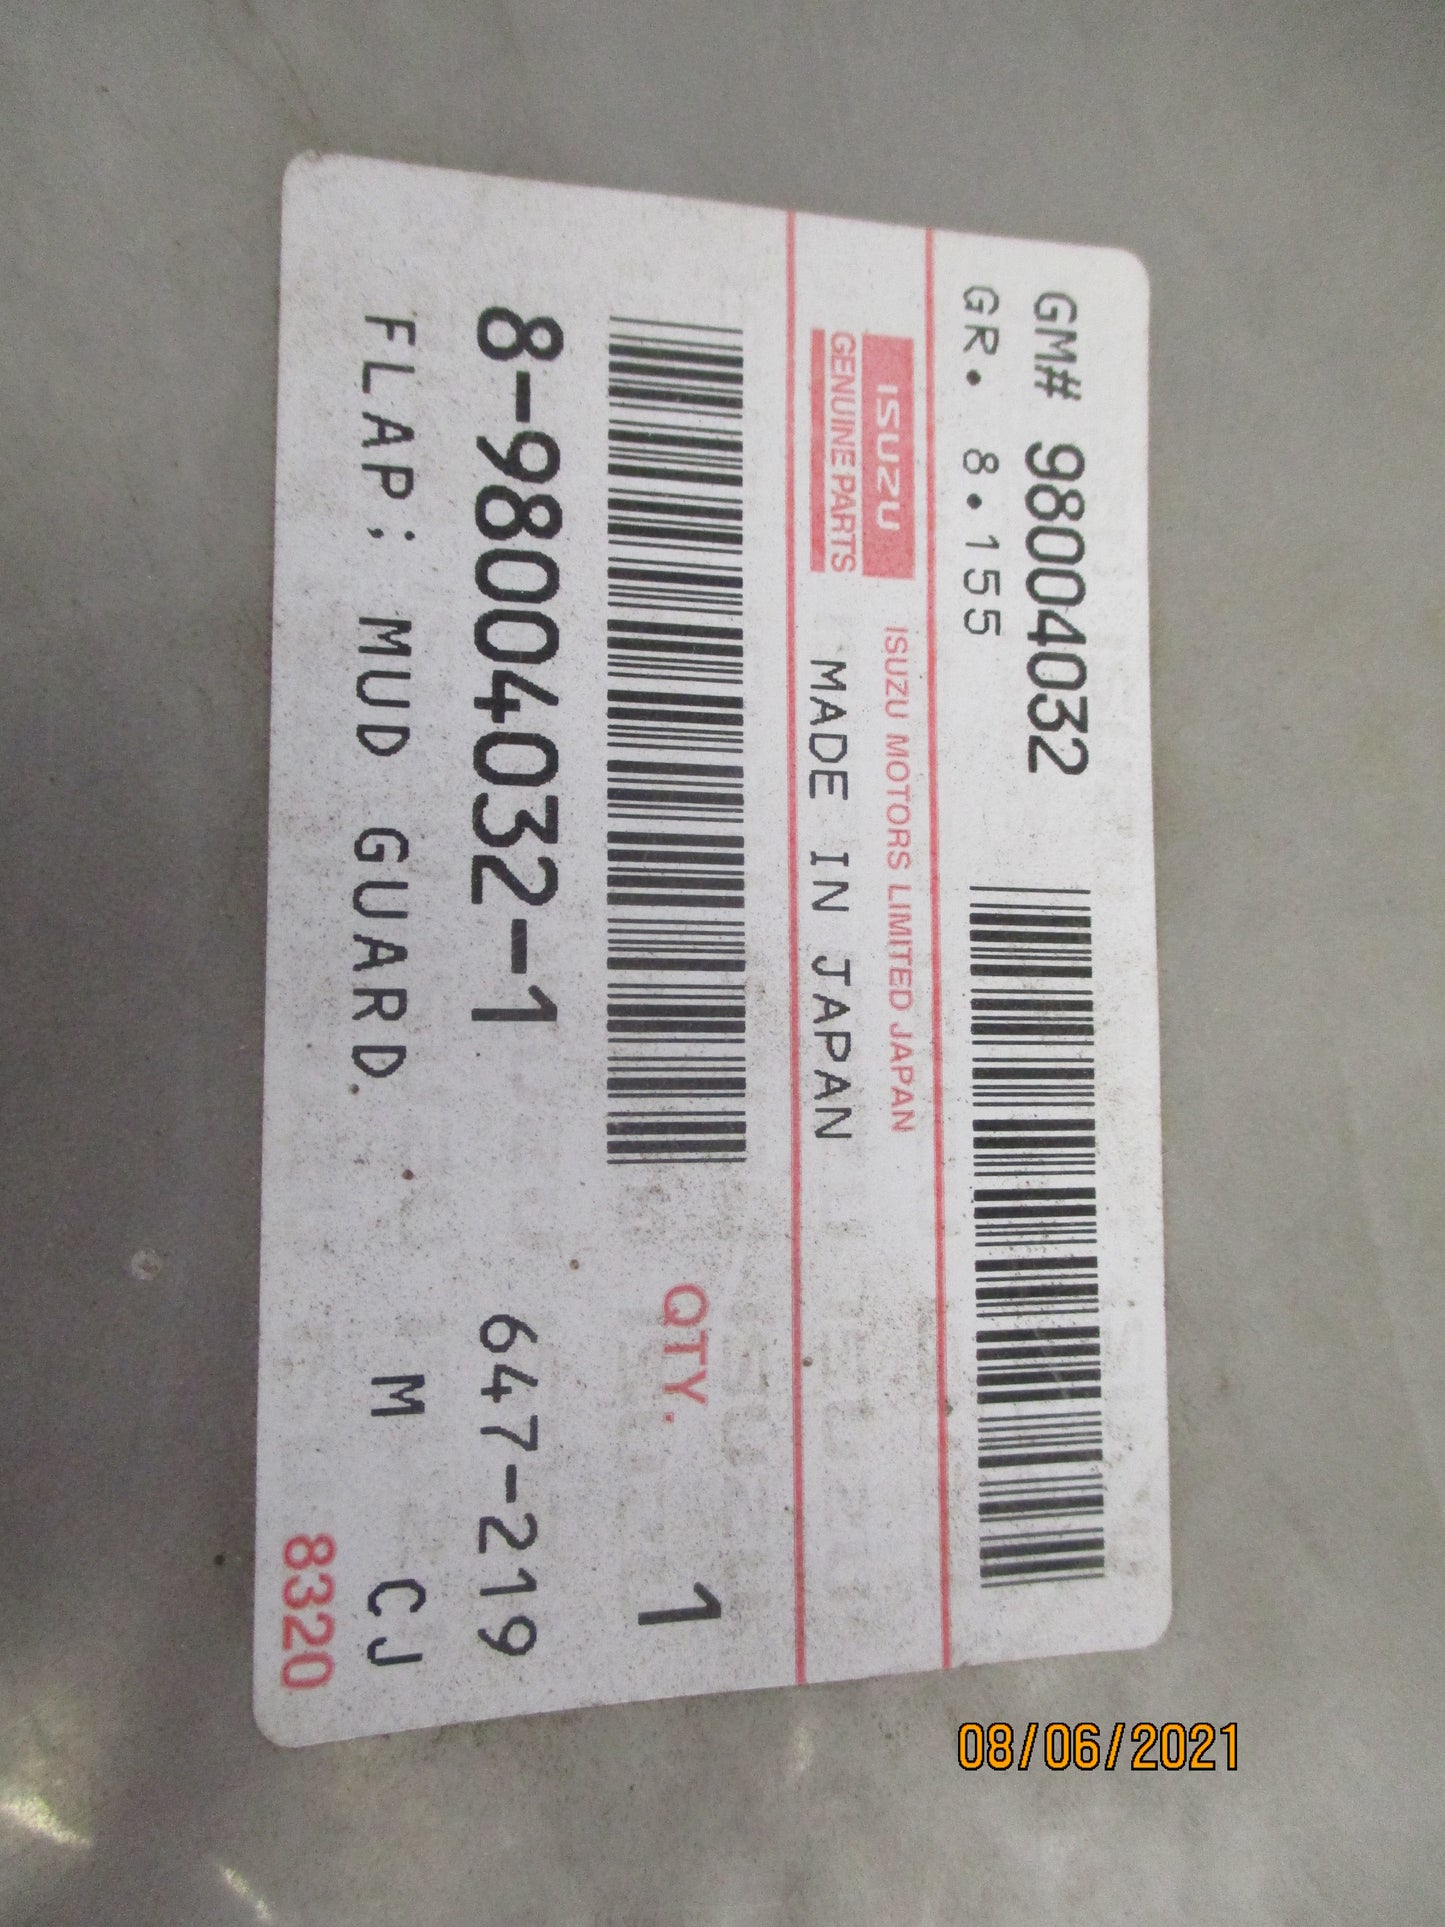 GM# 98004032
GR. 8.155
ISUZU
GENUINE PARTS
ISUZU MOTORS LIMITED JAPAN
MADE IN JAPAN
QTY. 1
8-98004032-1 647-219
FLAP; MUD GUARD. M CJ
8320
08/06/2021